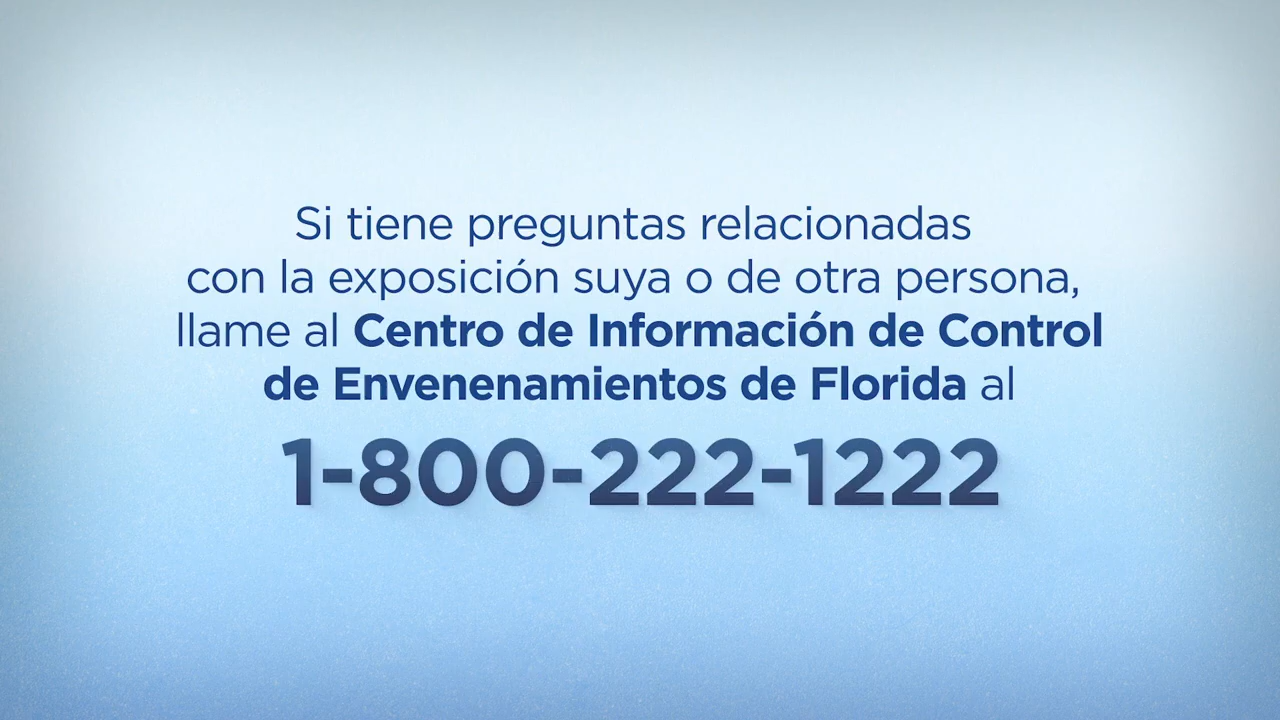 Si tiene preguntas relacionadas
con la exposición suya o de otra persona,
llame al Centro de Información de Control
de Envenenamientos de Florida al
1-800-222-1222